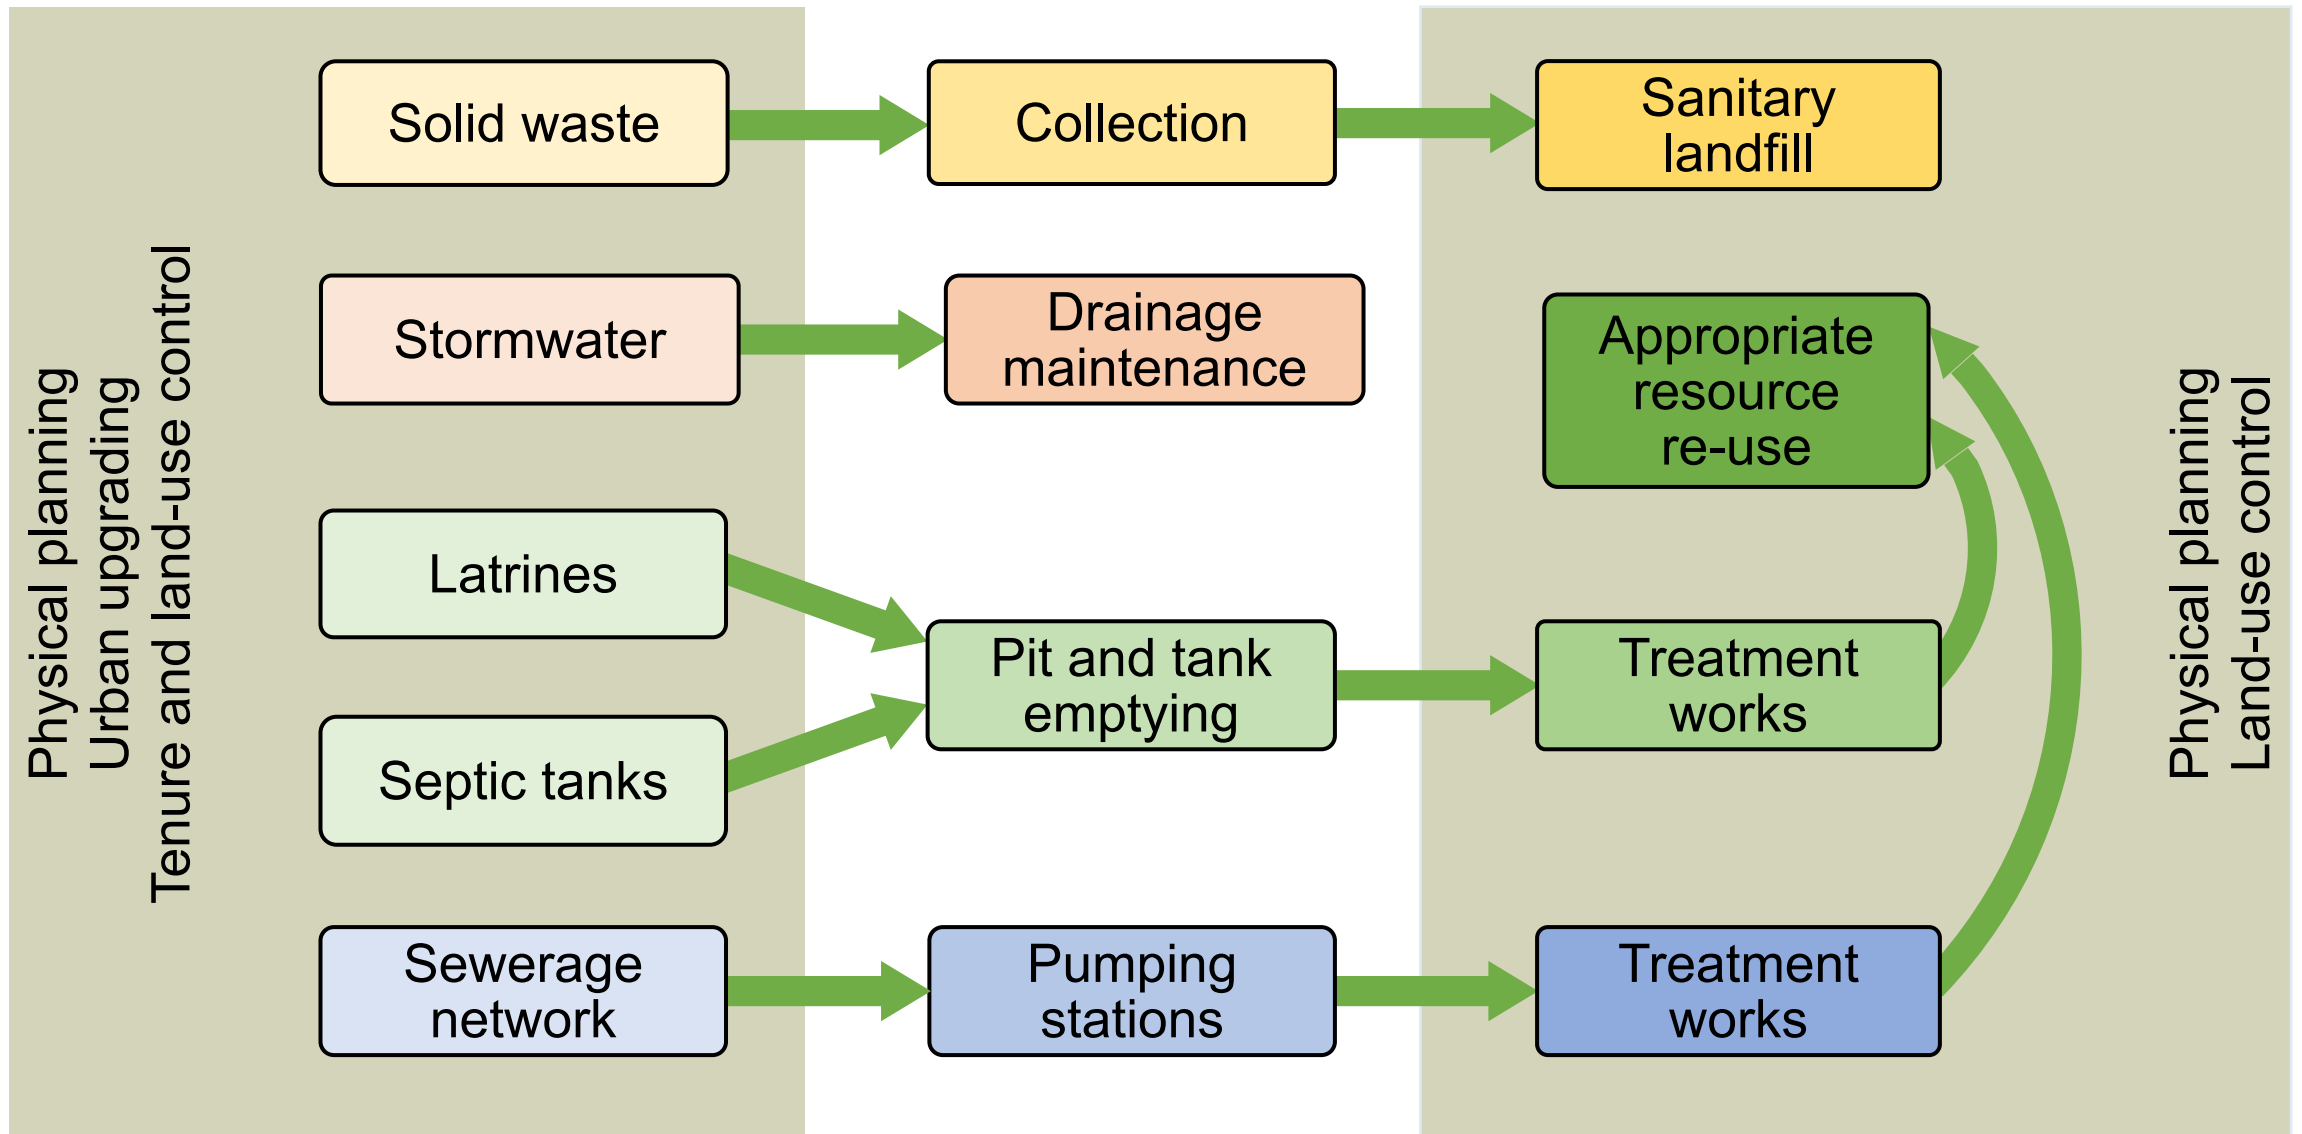 Physical planning
Urban upgrading
Tenure and land-use control
Solid waste
Collection
Sanitary
landfill
Stormwater
Drainage
maintenance
Appropriate
resource
re-use
Latrines
Septic tanks
Pit and tank
emptying
Treatment
works
Sewerage
network
Pumping
stations
Treatment
works
Physical planning
Land-use control